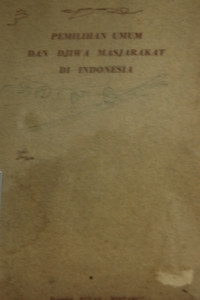 PEMILIHAN UMUM
DAN DJIWA MASJARAKAT
DI INDONESIA